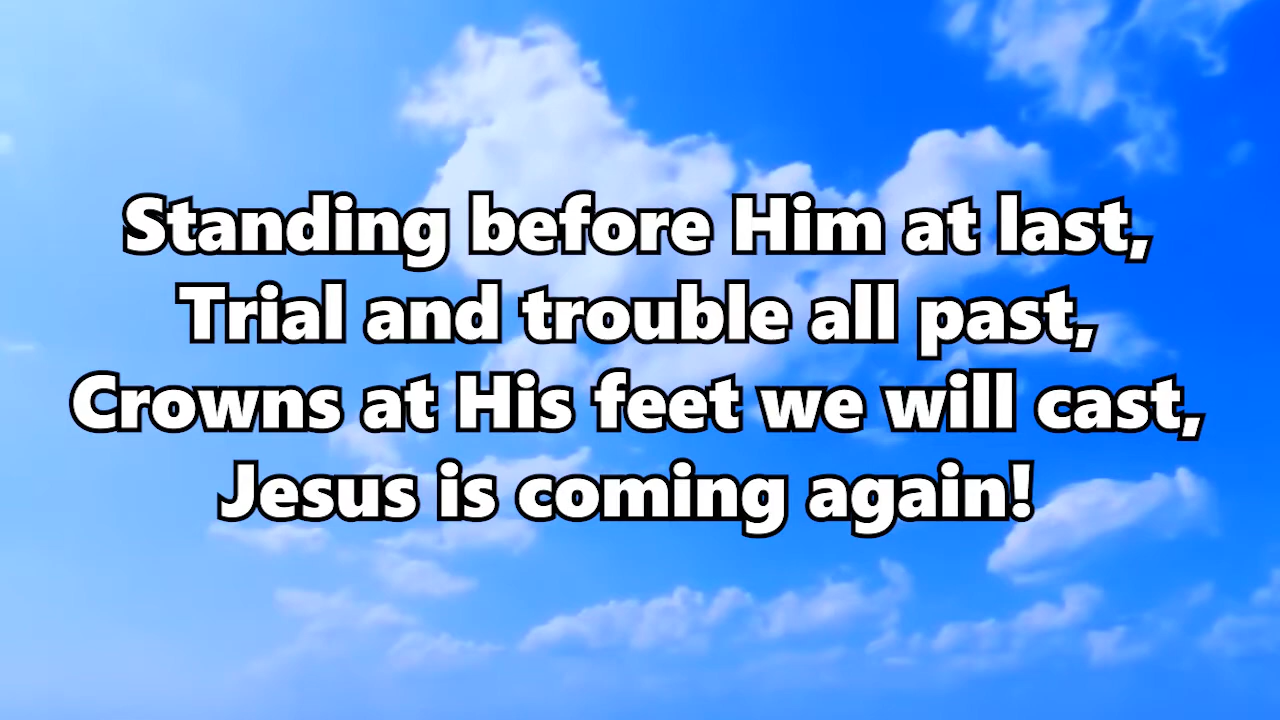 Standing before Him at last,
Trial and trouble all past,
Crowns at His feet we will cast,
Jesus is coming again!